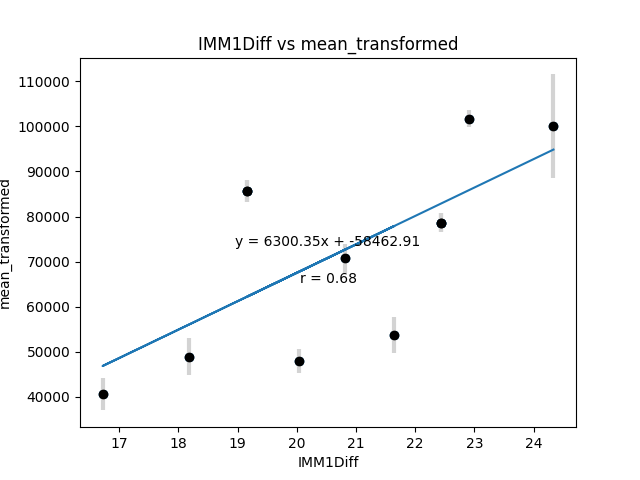 IMM1Diff vs mean_transformed
110000
100000
90000
80000
70000
60000
50000
40000
mean_transformed
y = 6300.35x + -58462.91
r = 0.68
17 18 19 20 21 22 23 24
IMM1Diff